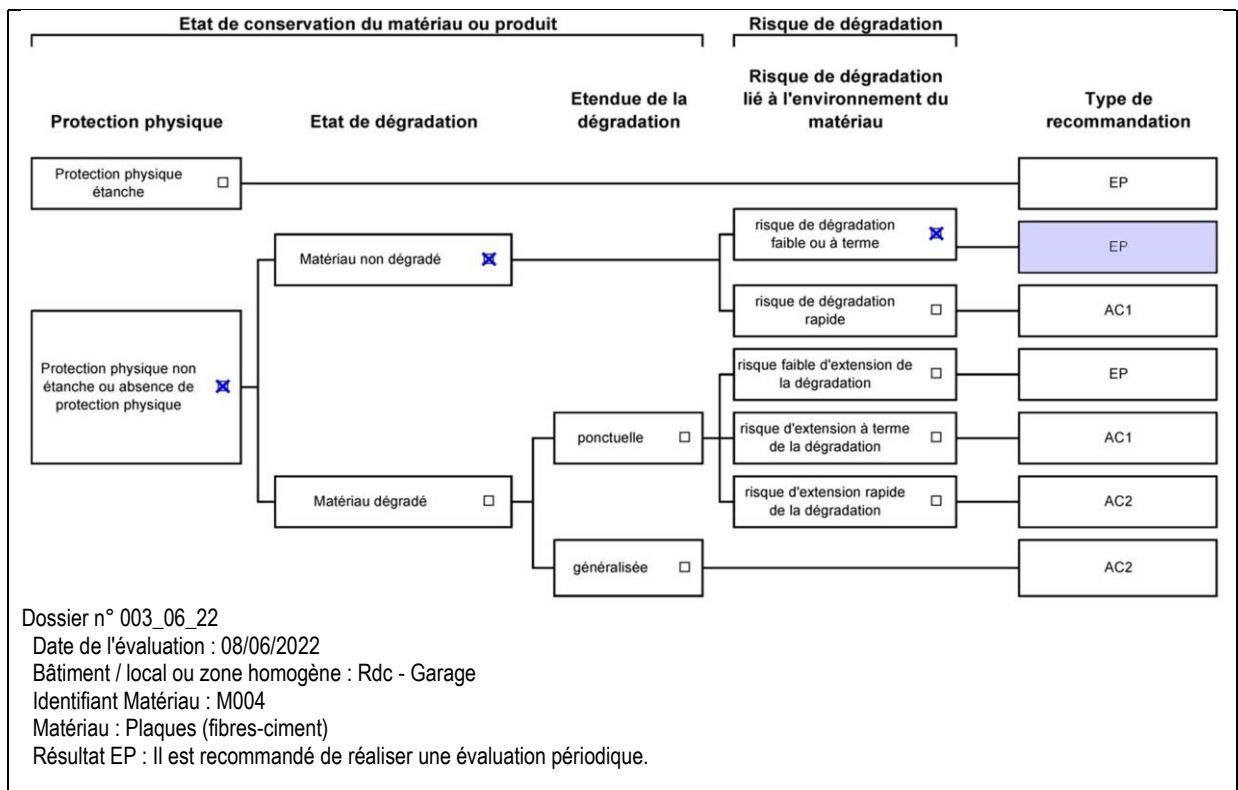 Etat de conservation du matériau ou produit
Risque de dégradation
Protection physique
Etat de dégradation
Etendue de la
dégradation
Risque de dégradation
lié à l'environnement du
matériau
Type de
recommandation
Protection physique
étanche
EP
risque de dégradation
faible ou à terme
EP
Matériau non dégradé
risque de dégradation
rapide
AC1
Protection physique non
étanche ou absence de
protection physique
risque faible d'extension de
la dégradation
EP
ponctuelle
risque d'extension à terme
de la dégradation
AC1
Matériau dégradé
risque d'extension rapide
de la dégradation
AC2
généralisée
AC2
Dossier n° 003_06_22
Date de l'évaluation : 08/06/2022
Bâtiment / local ou zone homogène : Rdc - Garage
Identifiant Matériau : M004
Matériau : Plaques (fibres-ciment)
Résultat EP : Il est recommandé de réaliser une évaluation périodique.